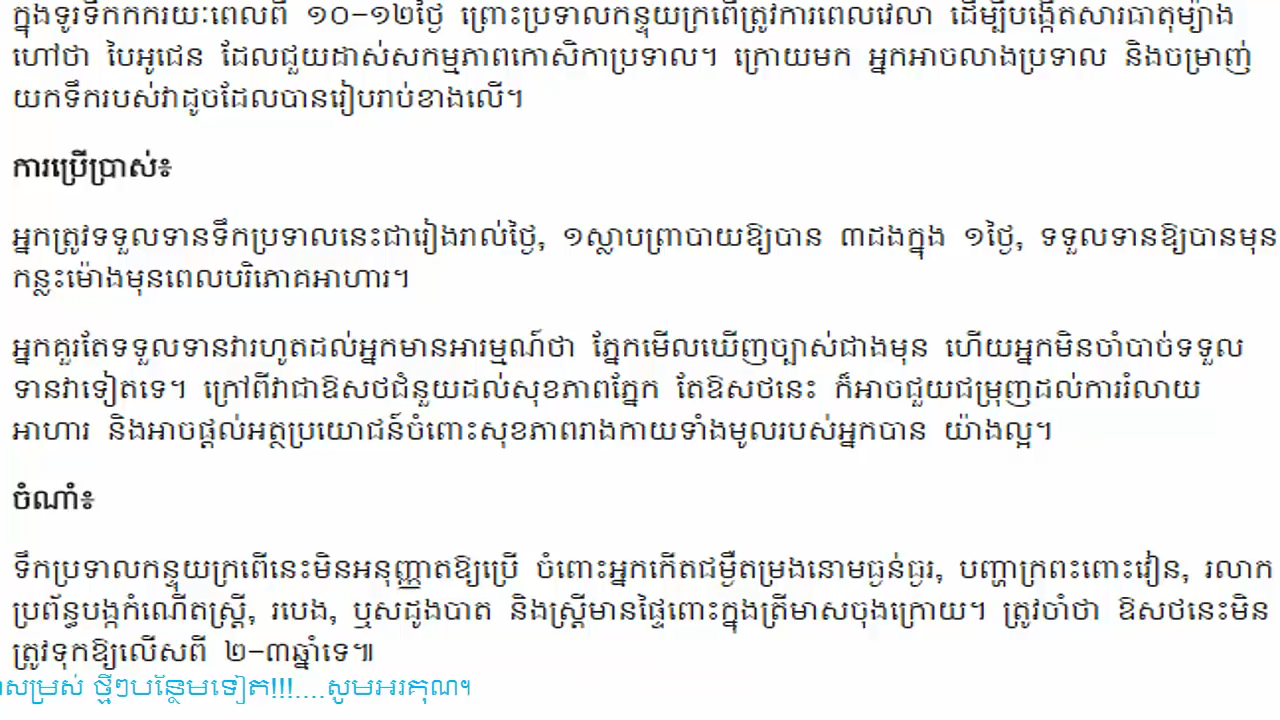 ក្នុងទូរទឹកកករយៈពេលពី ១០–១២ថ្ងៃ ព្រោះប្រទាលកន្ទុយក្រពើត្រូវការពេលវេលា ដើម្បីបង្កើតសារធាតុម្យ៉ាង
ហៅថា បៃអូជេន ដែលជួយដាស់សកម្មភាពកោសិកាប្រទាល។ ក្រោយមក អ្នកអាចលាងប្រទាល និងចម្រាញ់
យកទឹករបស់វាដូចដែលបានរៀបរាប់ខាងលើ។
ការប្រើប្រាស់៖
អ្នកត្រូវទទួលទានទឹកប្រទាលនេះជារៀងរាល់ថ្ងៃ, ១ស្លាបព្រាបាយឱ្យបាន ៣ដងក្នុង ១ថ្ងៃ, ទទួលទានឱ្យបានមុន
កន្លះម៉ោងមុនពេលបរិភោគអាហារ។
អ្នកគួរតែទទួលទានវារហូតដល់អ្នកមានអារម្មណ៍ថា ភ្នែកមើលឃើញច្បាស់ជាងមុន ហើយអ្នកមិនចាំបាច់ទទួល
ទានវាទៀតទេ។ ក្រៅពីវាជាឱសថជំនួយដល់សុខភាពភ្នែក តែឱសថនេះ ក៏អាចជួយជម្រុញដល់ការរំលាយ
អាហារ និងអាចផ្តល់អត្ថប្រយោជន៍ចំពោះសុខភាពរាងកាយទាំងមូលរបស់អ្នកបាន យ៉ាងល្អ។
ចំណាំ៖
ទឹកប្រទាលកន្ទុយក្រពើនេះមិនអនុញ្ញាតឱ្យប្រើ ចំពោះអ្នកកើតជម្ងឺតម្រងនោមធ្ងន់ធ្ងរ, បញ្ហាក្រពះពោះវៀន, រលាក
ប្រព័ន្ធបង្កកំណើតស្ត្រី, របេង, ឬសដូងបាត និងស្ត្រីមានផ្ទៃពោះក្នុងត្រីមាសចុងក្រោយ។ ត្រូវចាំថា ឱសថនេះមិន
ត្រូវទុកឱ្យលើសពី ២–៣ឆ្នាំទេ៕
សម្រស់ ថ្មីៗបន្ថែមទៀត!!!....សូមអរគុណ។